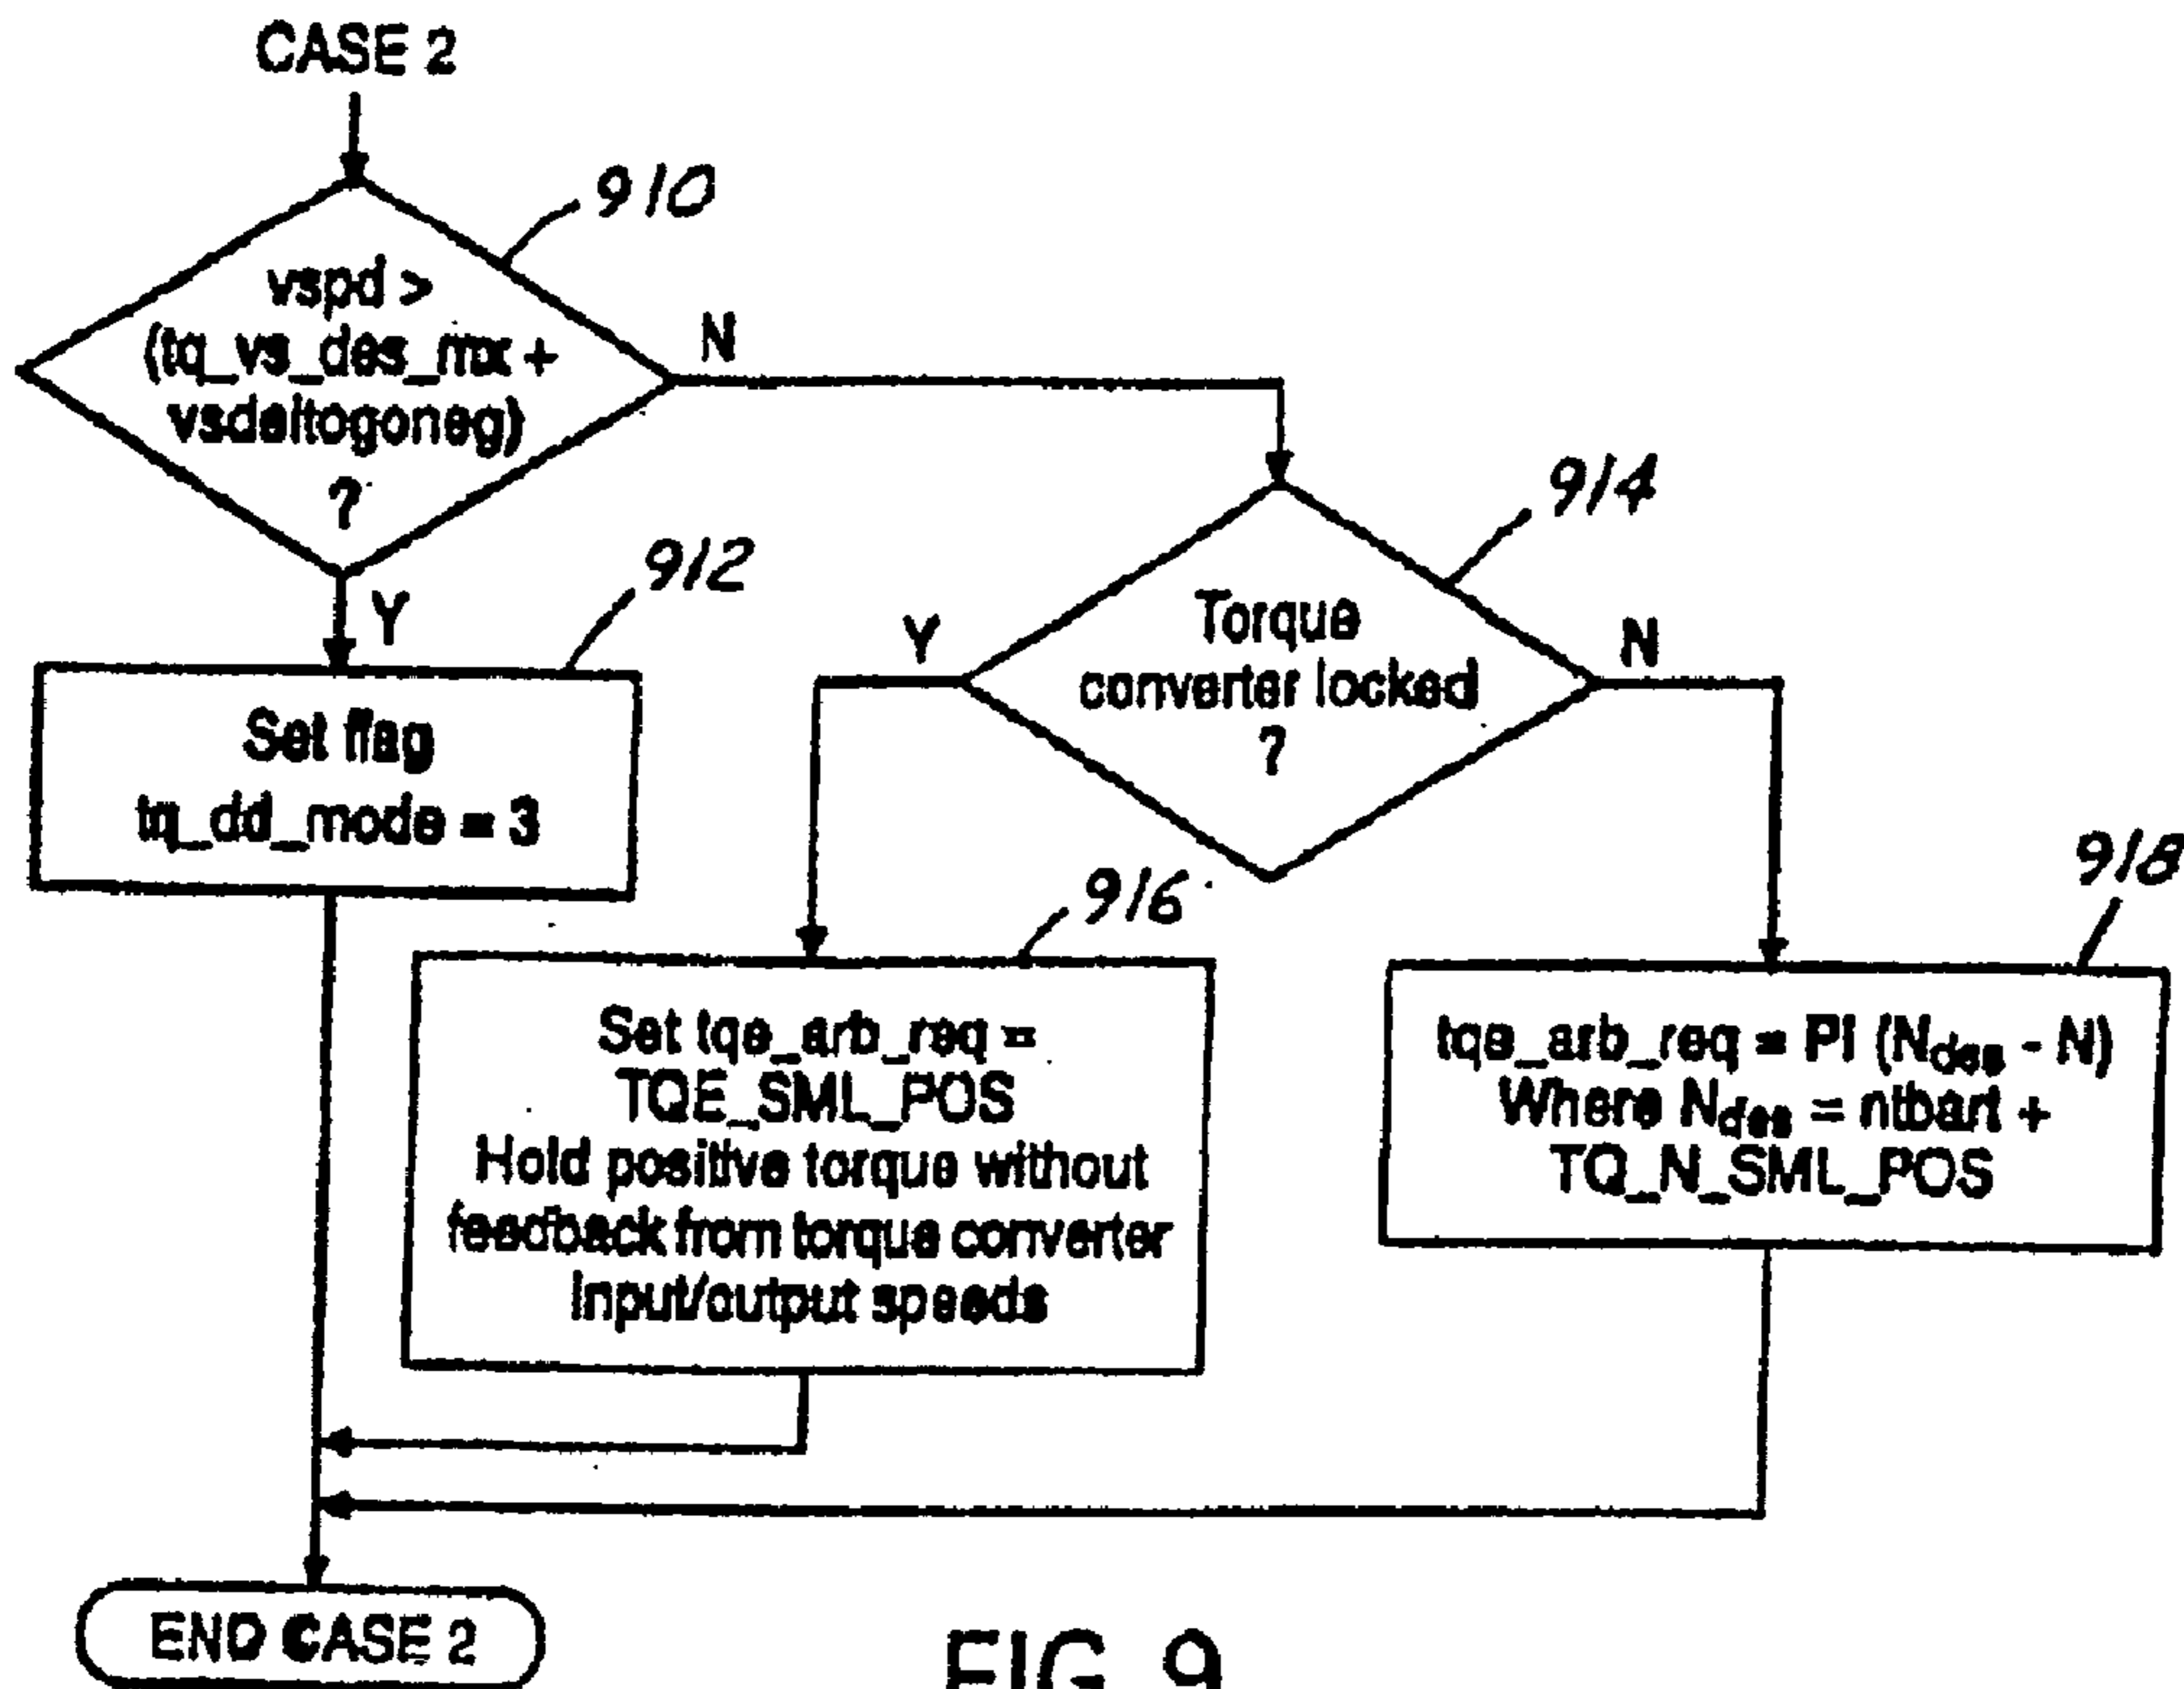 CASE 2
910
vspd >
(tq_vs_des_mx +
vsdeltogoneg)
?
N
Y
912
Set flag
tq_dd_mode = 3
914
Torque
converter locked
?
Y
N
916
Set tqe_arb_req =
TQE_SML_POS
Hold positive torque without
feedback from torque converter
input/output speeds
918
tqe_arb_req = PI (Ndes - N)
Where Ndes = ntbart +
TQ_N_SML_POS
END CASE 2
FIG. 9